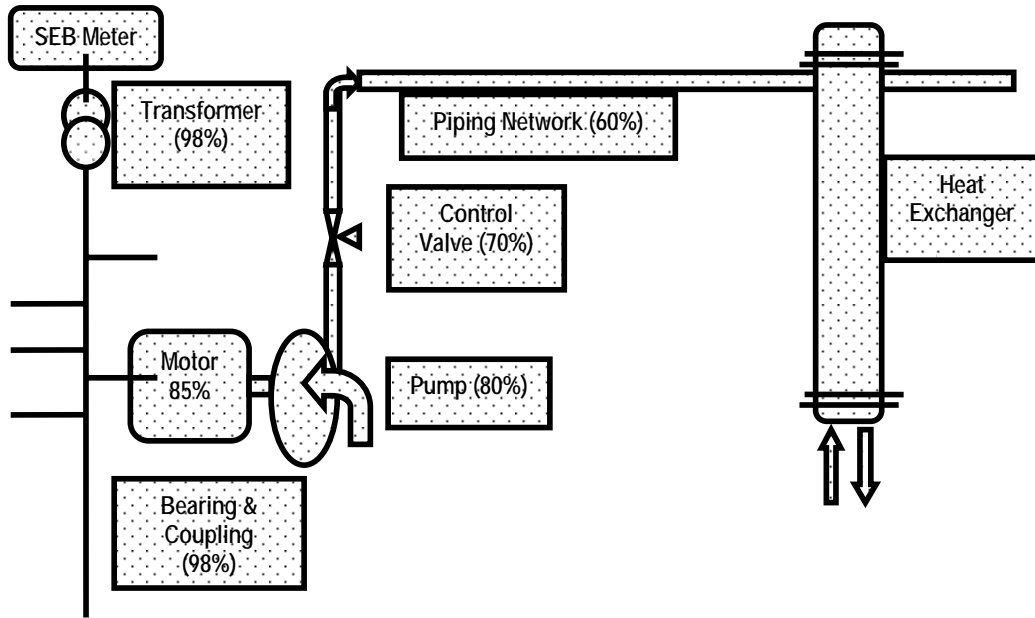 SEB Meter
Transformer
(98%)
Piping Network (60%)
Heat
Exchanger
Control
Valve (70%)
Motor
85%
Pump (80%)
Bearing &
Coupling
(98%)